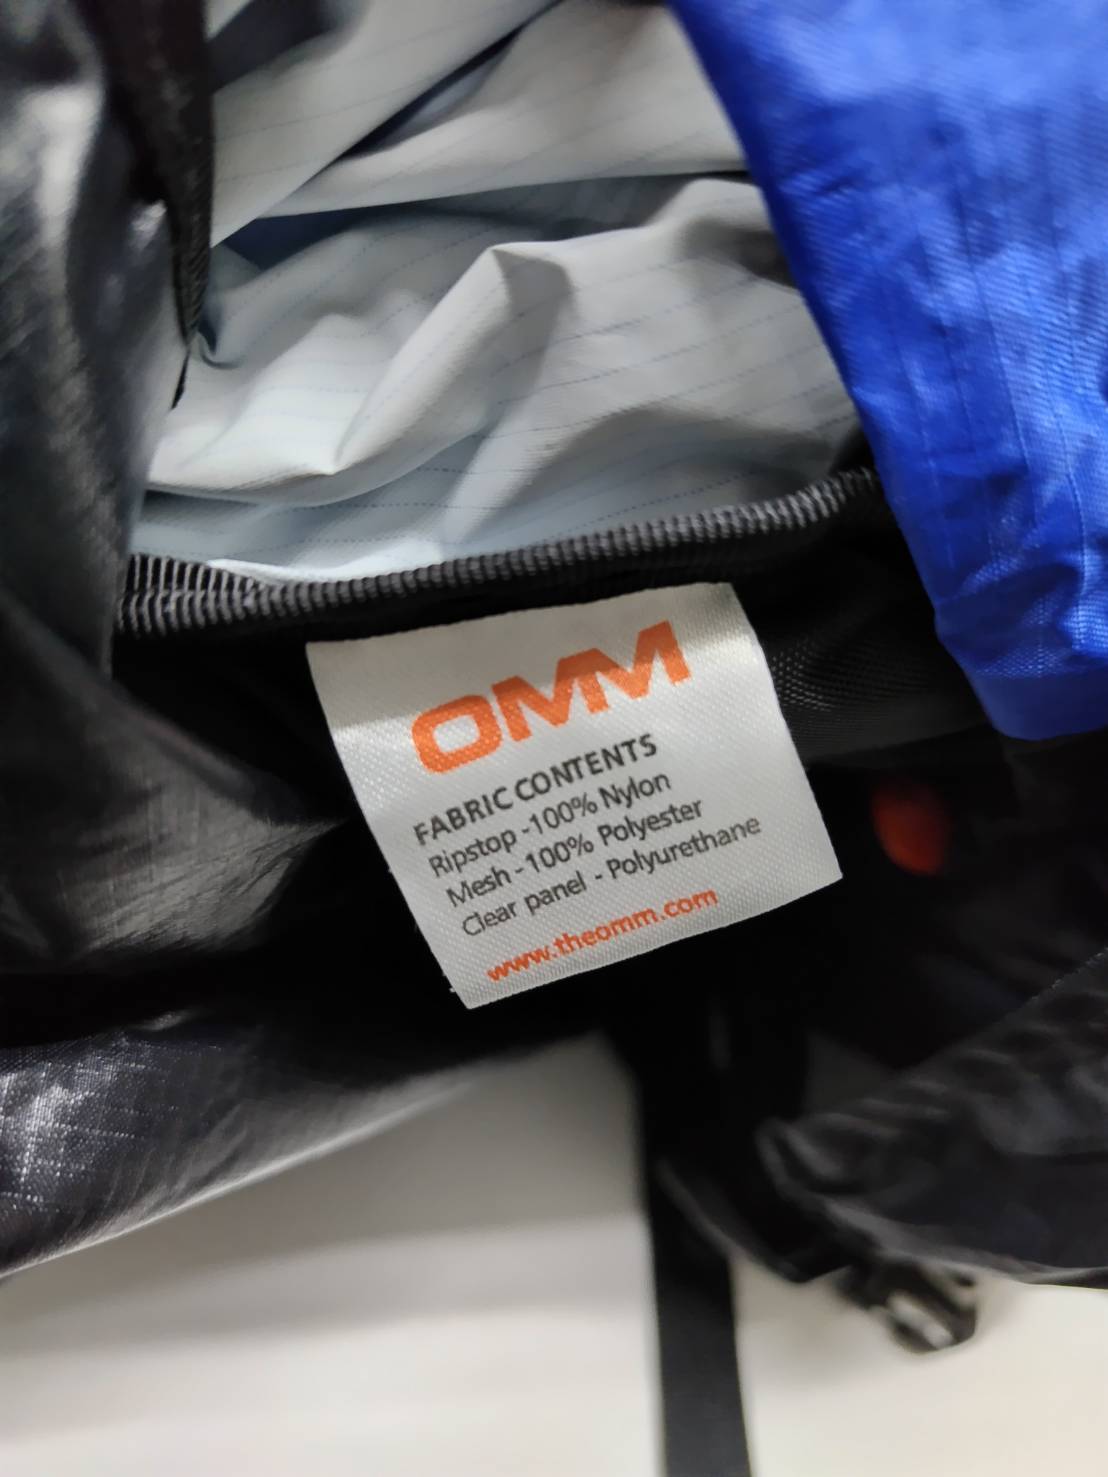 OMM
FABRIC CONTENTS
Ripstop -100% Nylon
Mesh -100% Polyester
Clear panel - Polyurethane
www.theomm.com